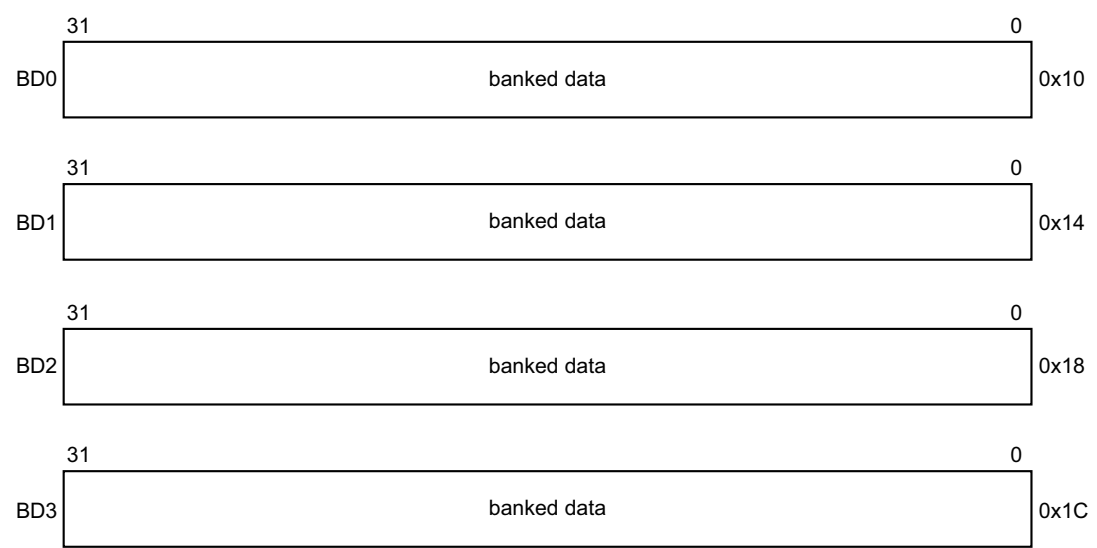 31 0
BD0 banked data 0x10
31 0
BD1 banked data 0x14
31 0
BD2 banked data 0x18
31 0
BD3 banked data 0x1C